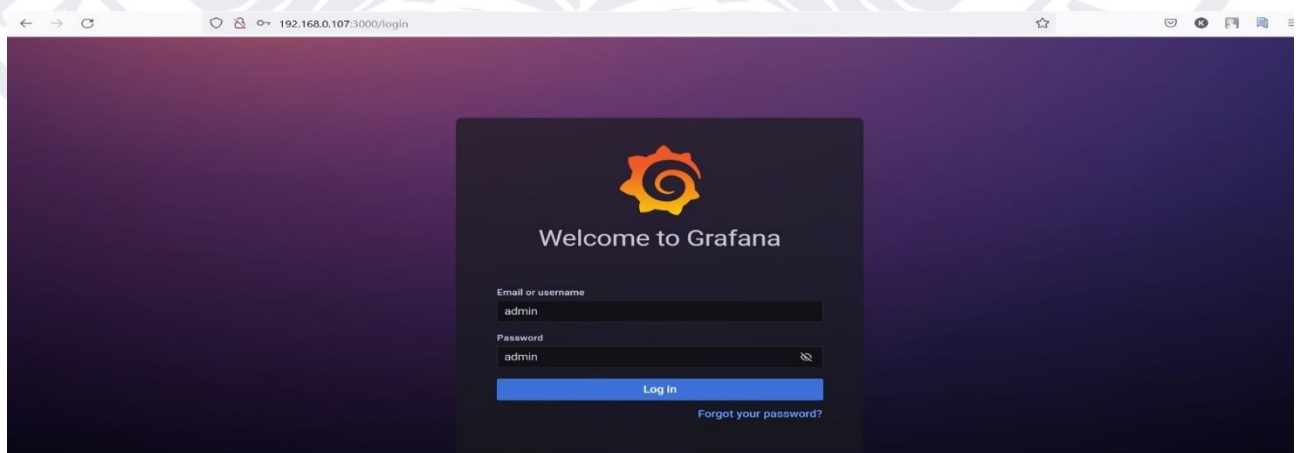 192.168.0.107:3000/login
Welcome to Grafana
Email or username
admin
Password
admin
Log in
Forgot your password?